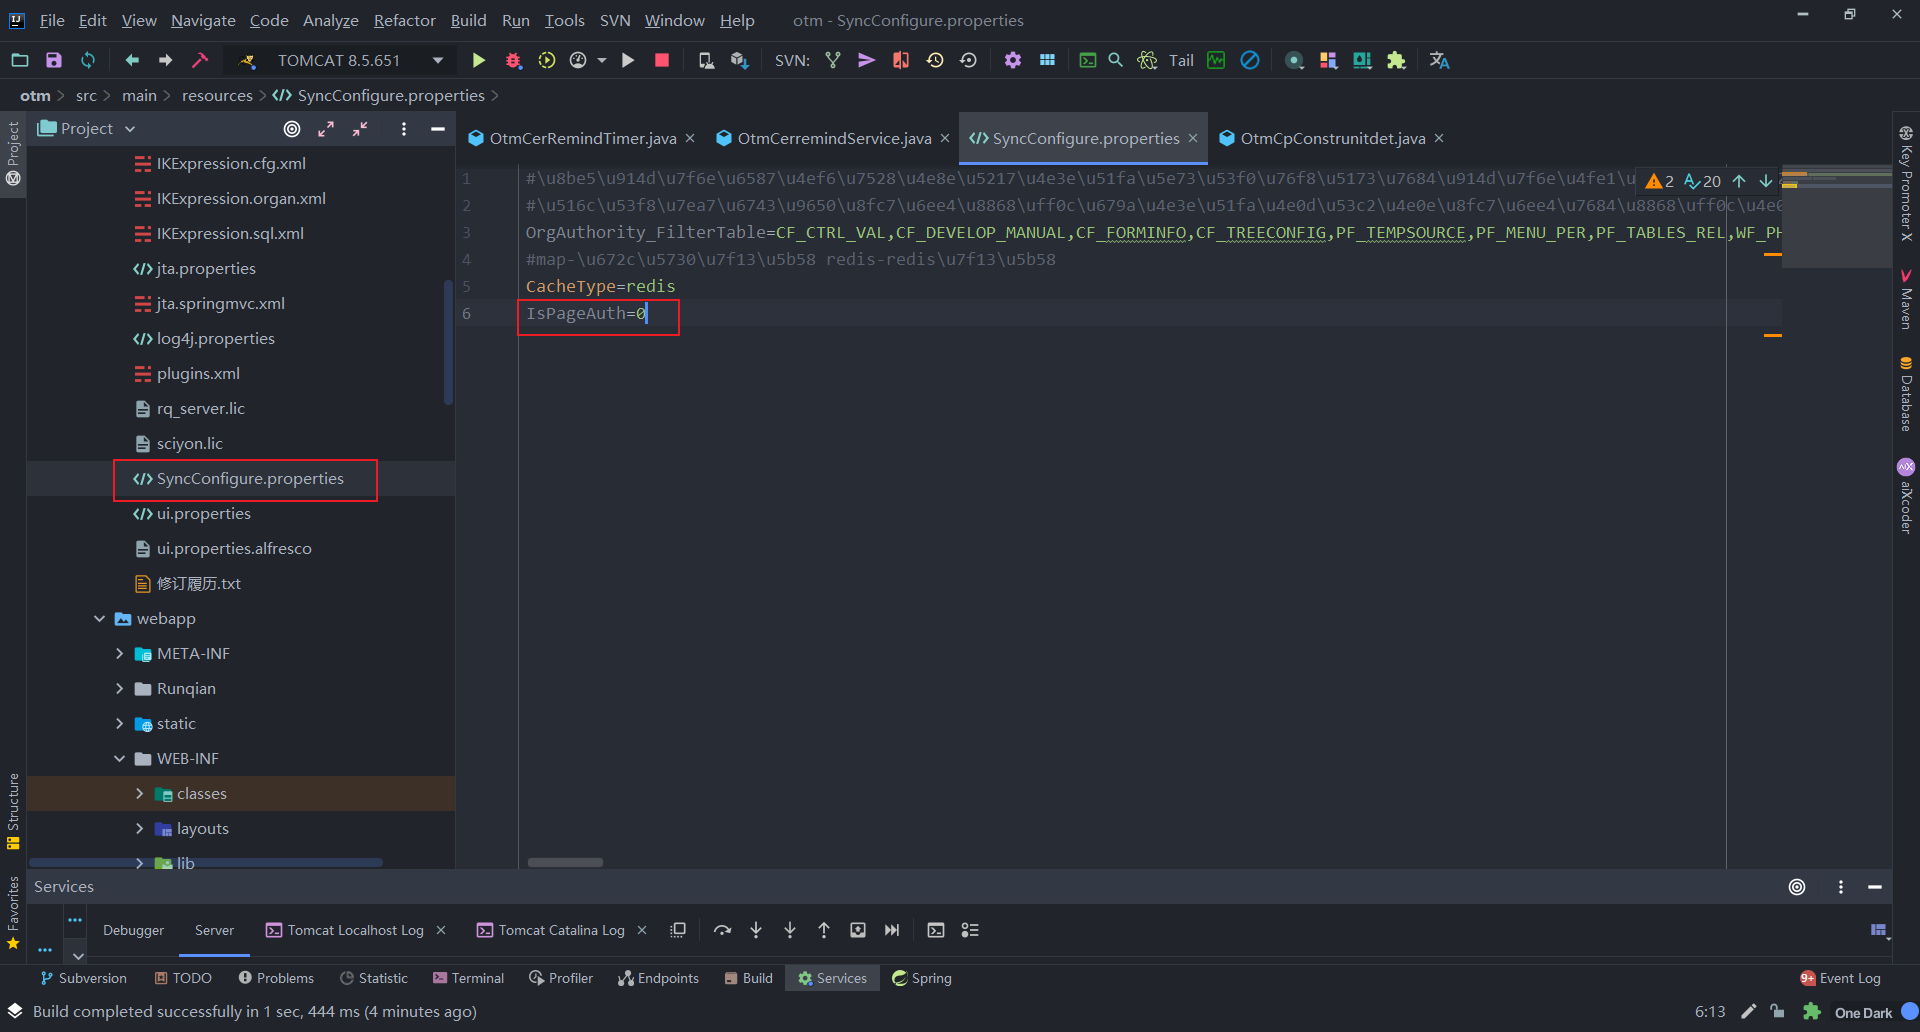 File Edit View Navigate Code Analyze Refactor Build Run Tools SVN Window Help otm - SyncConfigure.properties
TOMCAT 8.5.651 SVN: Tail
otm > src > main > resources > SyncConfigure.properties >
Project
Project
OtmCerRemindTimer.java
OtmCerremindService.java
SyncConfigure.properties
OtmCpConstrunitdet.java
IKExpression.cfg.xml
IKExpression.organ.xml
IKExpression.sql.xml
jta.properties
jta.springmvc.xml
log4j.properties
plugins.xml
rq_server.lic
sciyon.lic
SyncConfigure.properties
ui.properties
ui.properties.alfresco
修订履历.txt
webapp
META-INF
Runqian
static
WEB-INF
classes
layouts
lib
1 #\u8be5\u914d\u7f6e\u6587\u4ef6\u7528\u4e8e\u5217\u4e3e\u51fa\u5e73\u53f0\u76f8\u5173\u7684\u914d\u7f6e\u4fe1\u
2 20
2 #\u516c\u53f8\u7ea7\u6743\u9650\u8fc7\u6ee4\u8868\uff0c\u679a\u4e3e\u51fa\u4e0d\u53c2\u4e0e\u8fc7\u6ee4\u7684\u8868\uff0c\u4e0
3 OrgAuthority_FilterTable=CF_CTRL_VAL,CF_DEVELOP_MANUAL,CF_FORMINFO,CF_TREECONFIG,PF_TEMPSOURCE,PF_MENU_PER,PF_TABLES_REL,WF_PH
4 #map-\u672c\u5730\u7f13\u5b58 redis-redis\u7f13\u5b58
5 CacheType=redis
6 IsPageAuth=0
Key Promoter X
Maven
Database
aiXcoder
Structure
Favorites
Services
Debugger Server Tomcat Localhost Log Tomcat Catalina Log
Subversion TODO Problems Statistic Terminal Profiler Endpoints Build Services Spring 9+ Event Log
Build completed successfully in 1 sec, 444 ms (4 minutes ago) 6:13 One Dark